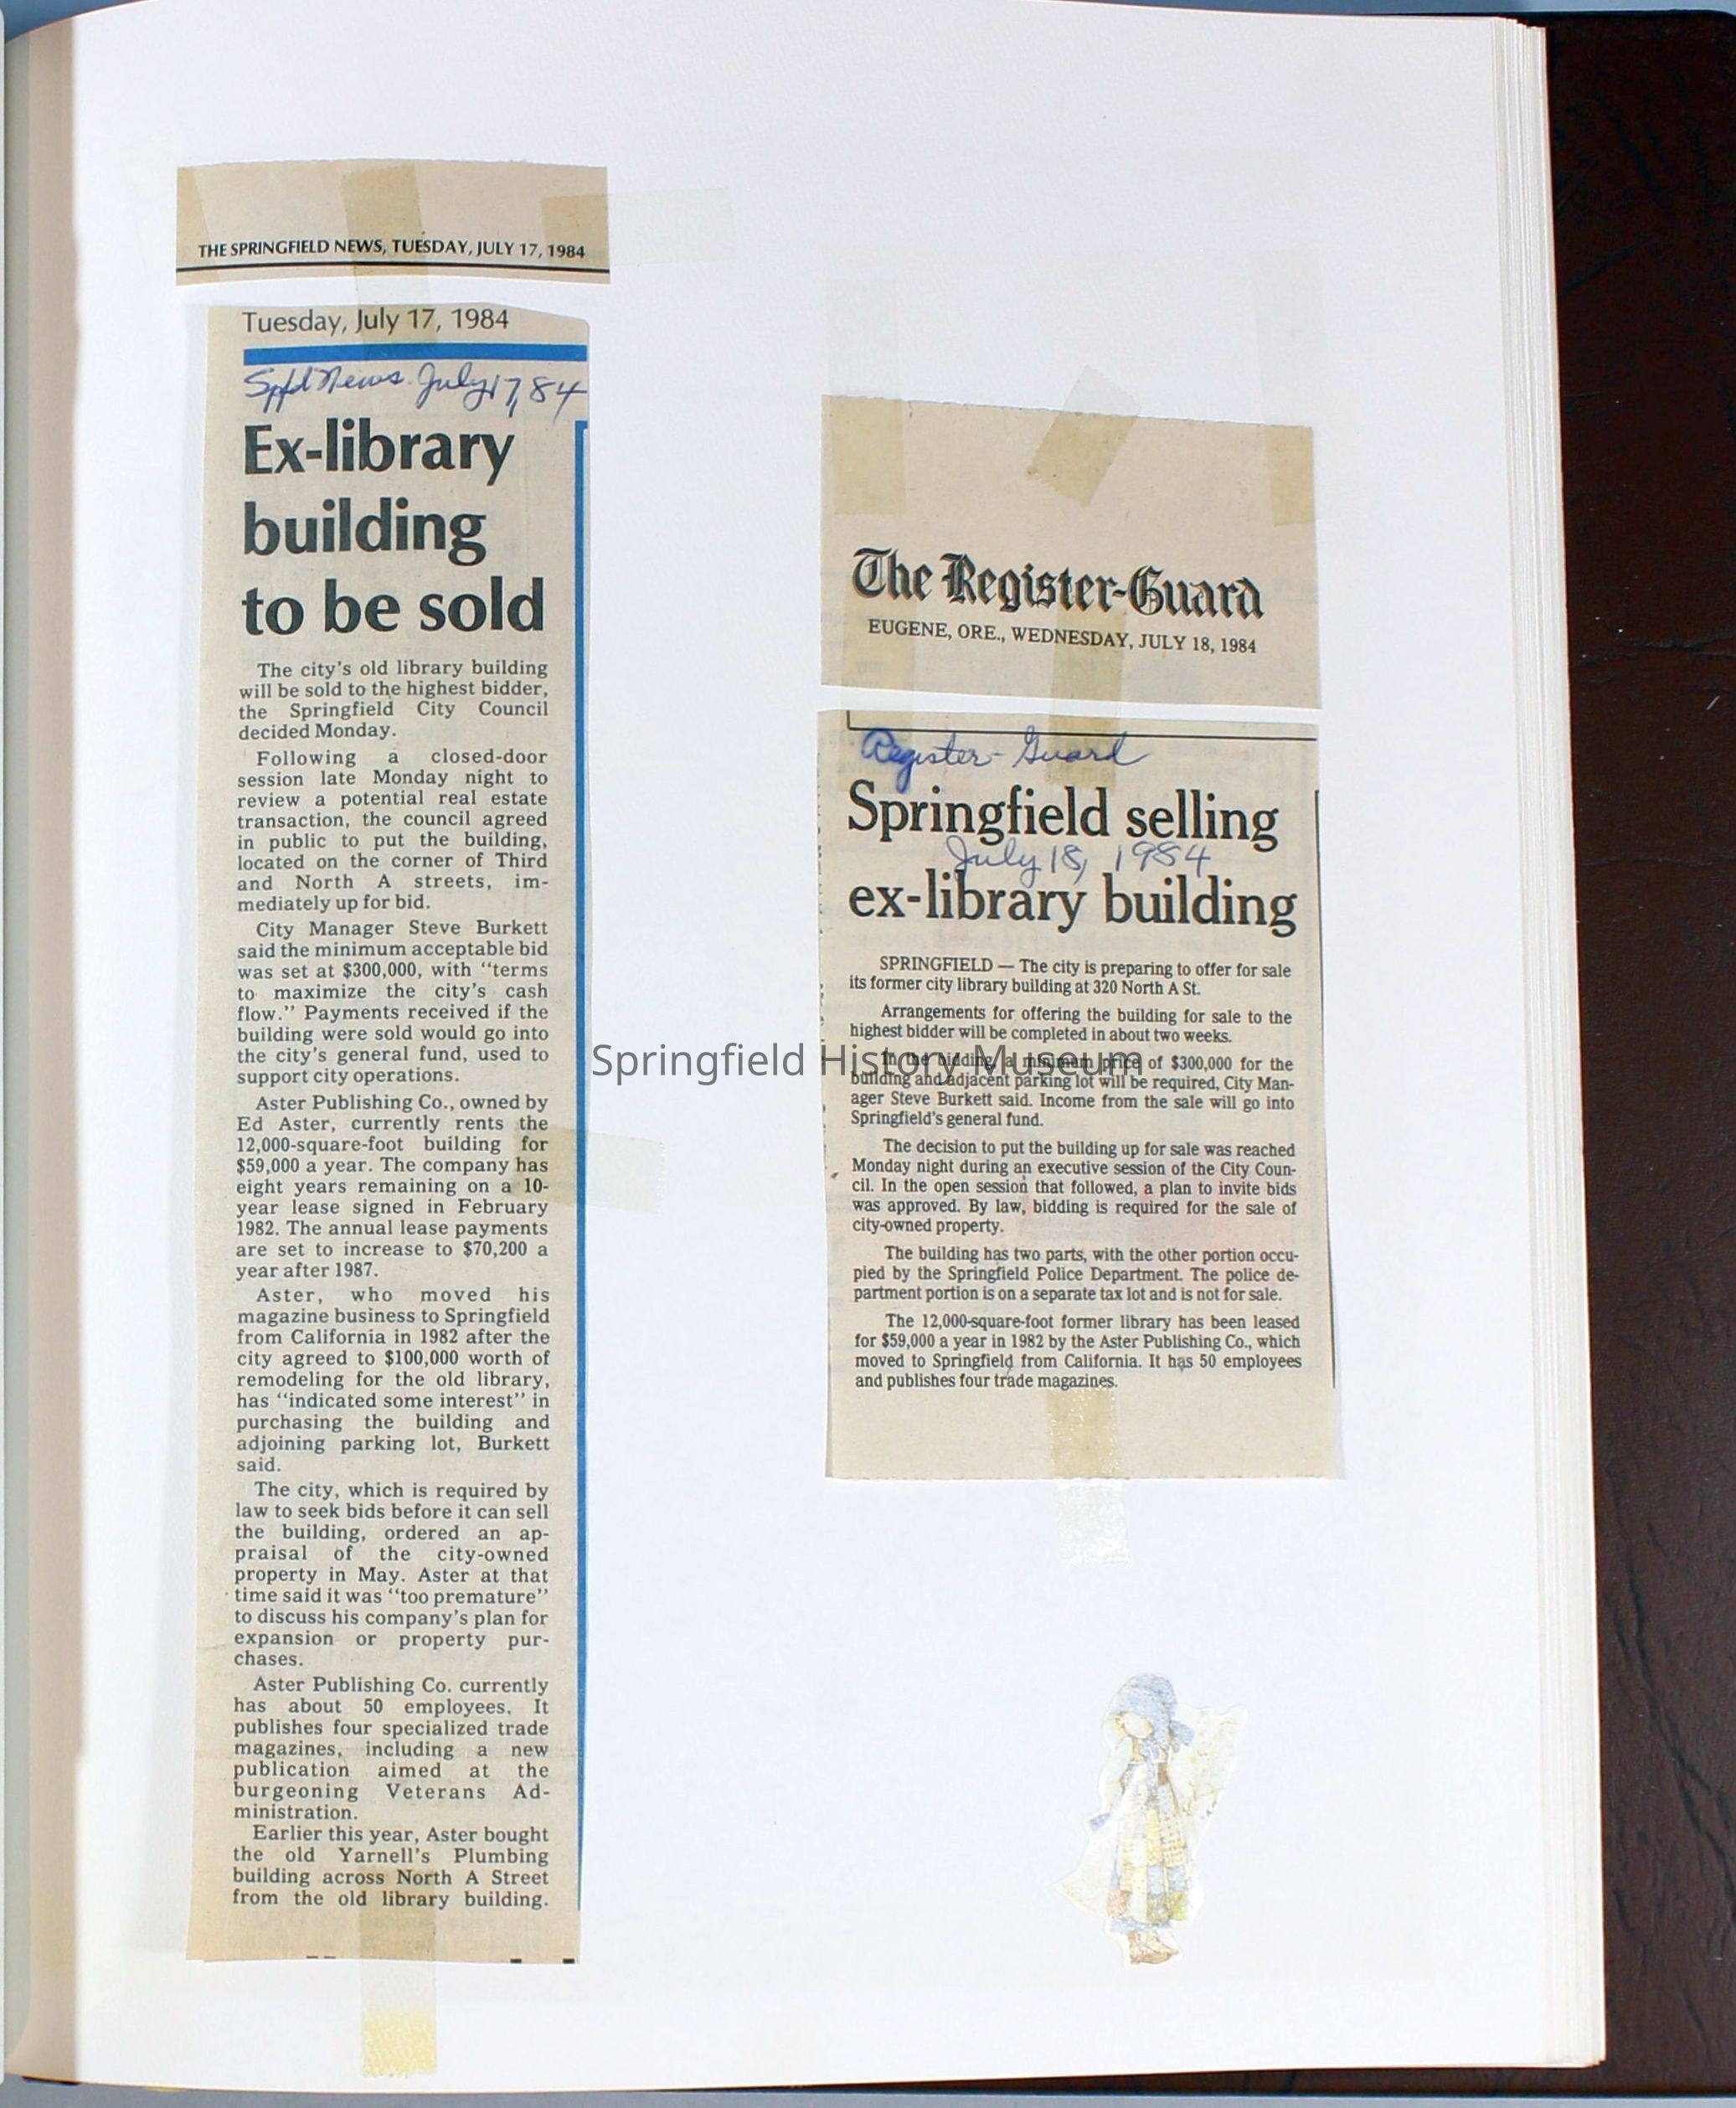 THE SPRINGFIELD NEWS, TUESDAY, JULY 17, 1984
Tuesday, July 17, 1984
Spfd News July 17, 84
Ex-library
building
to be sold
The city's old library building
will be sold to the highest bidder,
the Springfield City Council
decided Monday.
Following a closed-door
session late Monday night to
review a potential real estate
transaction, the council agreed
in public to put the building,
located on the corner of Third
and North A streets, im-
mediately up for bid.
City Manager Steve Burkett
said the minimum acceptable bid
was set at $300,000, with "terms
to maximize the city's cash
flow." Payments received if the
building were sold would go into
the city's general fund, used to
support city operations.
Aster Publishing Co., owned by
Ed Aster, currently rents the
12,000-square-foot building for
$59,000 a year. The company has
eight years remaining on a 10-
year lease signed in February
1982. The annual lease payments
are set to increase to $70,200 a
year after 1987.
Aster, who moved his
magazine business to Springfield
from California in 1982 after the
city agreed to $100,000 worth of
remodeling for the old library,
has "indicated some interest" in
purchasing the building and
adjoining parking lot, Burkett
said.
The city, which is required by
law to seek bids before it can sell
the building, ordered an ap-
praisal of the city-owned
property in May. Aster at that
time said it was "too premature"
to discuss his company's plan for
expansion or property pur-
chases.
Aster Publishing Co. currently
has about 50 employees. It
publishes four specialized trade
magazines, including a new
publication aimed at the
burgeoning Veterans Ad-
ministration.
Earlier this year, Aster bought
the old Yarnell's Plumbing
building across North A Street
from the old library building.
The Register-Guard
EUGENE, ORE., WEDNESDAY, JULY 18, 1984
Register-Guard
Springfield selling
July 18, 1984
ex-library building
SPRINGFIELD — The city is preparing to offer for sale
its former city library building at 320 North A St.
Arrangements for offering the building for sale to the
highest bidder will be completed in about two weeks.
In the bidding, a minimum price of $300,000 for the
building and adjacent parking lot will be required, City Man-
ager Steve Burkett said. Income from the sale will go into
Springfield's general fund.
The decision to put the building up for sale was reached
Monday night during an executive session of the City Coun-
cil. In the open session that followed, a plan to invite bids
was approved. By law, bidding is required for the sale of
city-owned property.
The building has two parts, with the other portion occu-
pied by the Springfield Police Department. The police de-
partment portion is on a separate tax lot and is not for sale.
The 12,000-square-foot former library has been leased
for $59,000 a year in 1982 by the Aster Publishing Co., which
moved to Springfield from California. It has 50 employees
and publishes four trade magazines.
Springfield History Museum